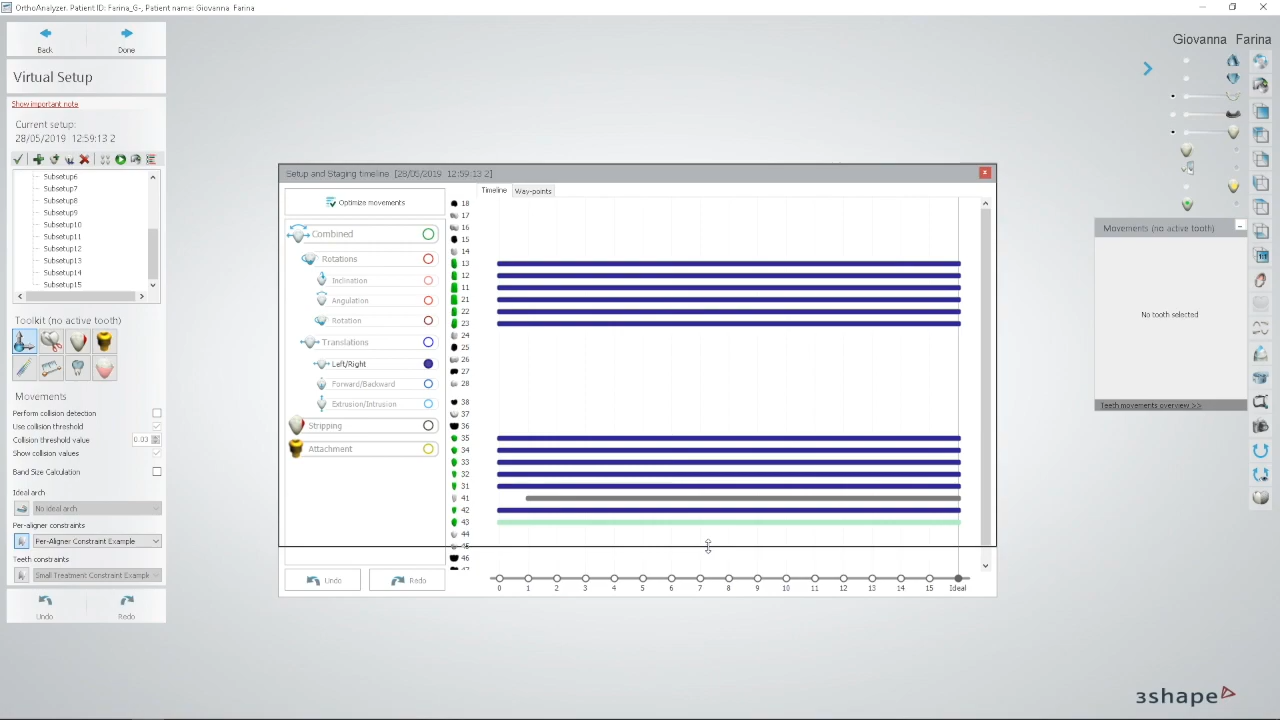 OrthoAnalyzer. Patient ID: Farina_G-, Patient name: Giovanna Farina
Back
Done
Virtual Setup
Show important note
Current setup:
28/05/2019 12:59:13 2
Subsetup6
Subsetup7
Subsetup8
Subsetup9
Subsetup10
Subsetup11
Subsetup12
Subsetup13
Subsetup14
Subsetup15
Toolkit (no active tooth)
Movements
Perform collision detection
Use collision threshold
Collision threshold value
0.03
Show collision values
Band Size Calculation
Ideal arch
No ideal arch
Per-aligner constraints
Per-Aligner Constraint Example
Teeth constraints
Small Treatment Constraint Example
Undo
Redo
Setup and Staging timeline [28/05/2019 12:59:13 2]
Optimize movements
Combined
Rotations
Inclination
Angulation
Rotation
Translations
Left/Right
Forward/Backward
Extrusion/Intrusion
Stripping
Attachment
Undo
Redo
Timeline
Way-points
18
17
16
15
14
13
12
11
21
22
23
24
25
26
27
28
38
37
36
35
34
33
32
31
41
42
43
44
45
46
47
0 1 2 3 4 5 6 7 8 9 10 11 12 13 14 15 Ideal
Giovanna Farina
Movements (no active tooth)
No tooth selected
Teeth movements overview >>
3shape